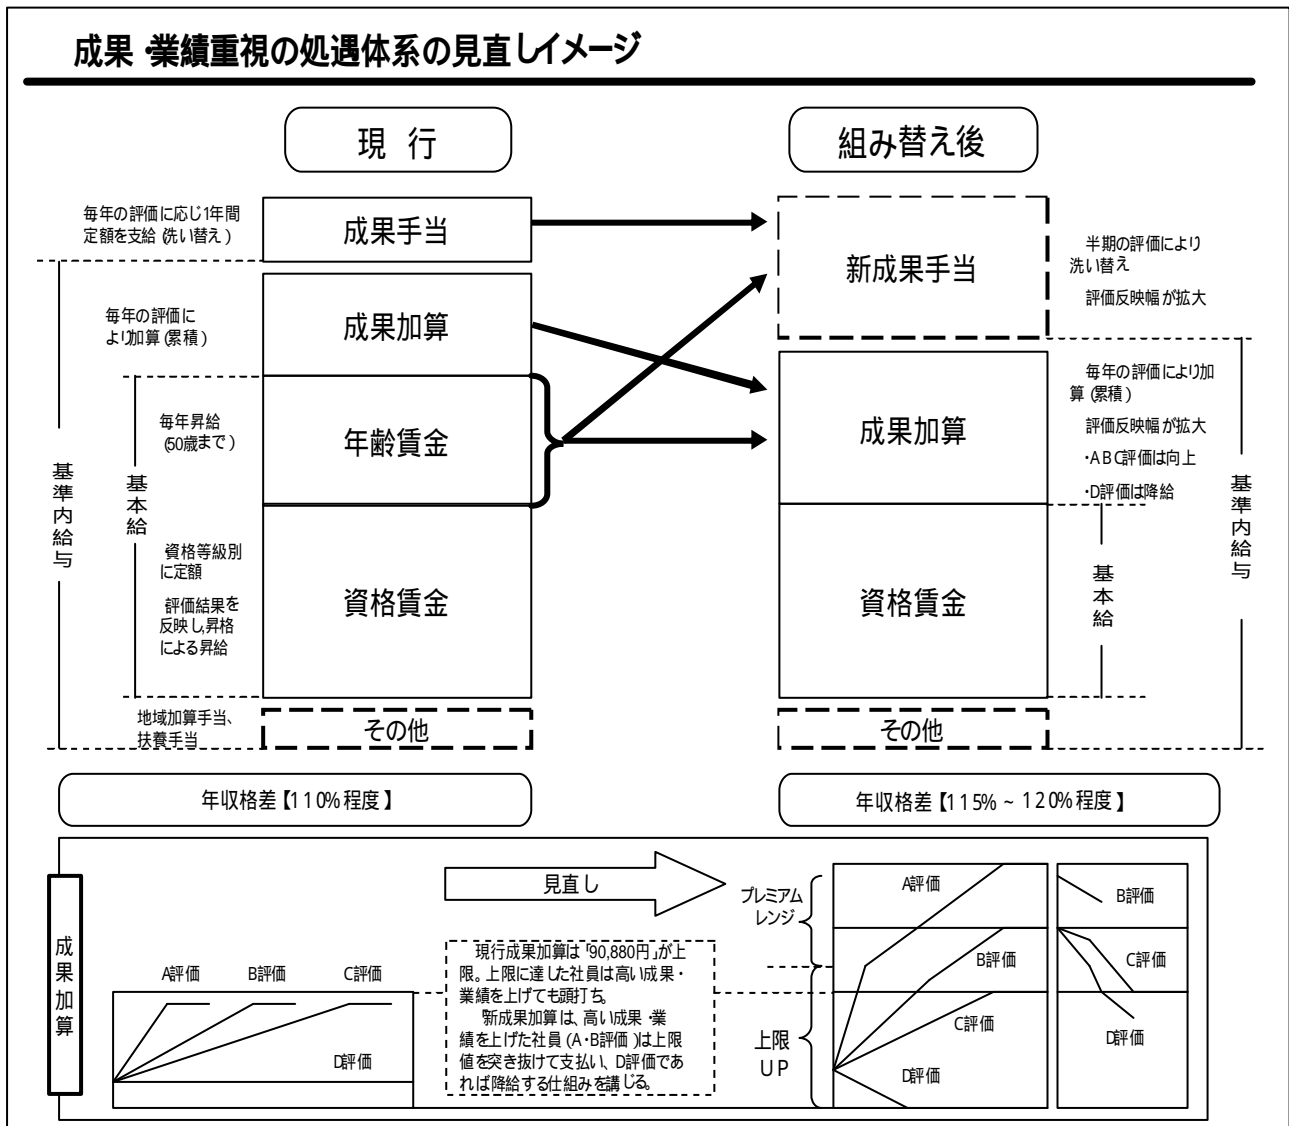 成果・業績重視の処遇体系の見直しイメージ
現 行
組み替え後
毎年の評価に応じ1年間
定額を支給(洗い替え)
成果手当
新成果手当
半期の評価により
洗い替え
評価反映幅が拡大
毎年の評価に
より加算(累積)
成果加算
毎年昇給
(50歳まで)
年齢賃金
成果加算
毎年の評価により加
算(累積)
評価反映幅が拡大
・ABC評価は向上
・D評価は降給
基準内給与
基本給
資格等級別
に定額
評価結果を
反映し、昇格
による昇給
資格賃金
資格賃金
基本給
基準内給与
地域加算手当、
扶養手当
その他
その他
年収格差【110%程度】
年収格差【115%~120%程度】
成果加算
見直し
A評価
B評価
C評価
D評価
現行成果加算は「90,880円」が上
限。上限に達した社員は高い成果・
業績を上げても頭打ち。
新成果加算は、高い成果・業
績を上げた社員(A・B評価)は上限
値を突き抜けて支払い、D評価であ
れば降給する仕組みを講じる。
プレミアム
レンジ
上限
UP
A評価
B評価
C評価
D評価
B評価
C評価
D評価